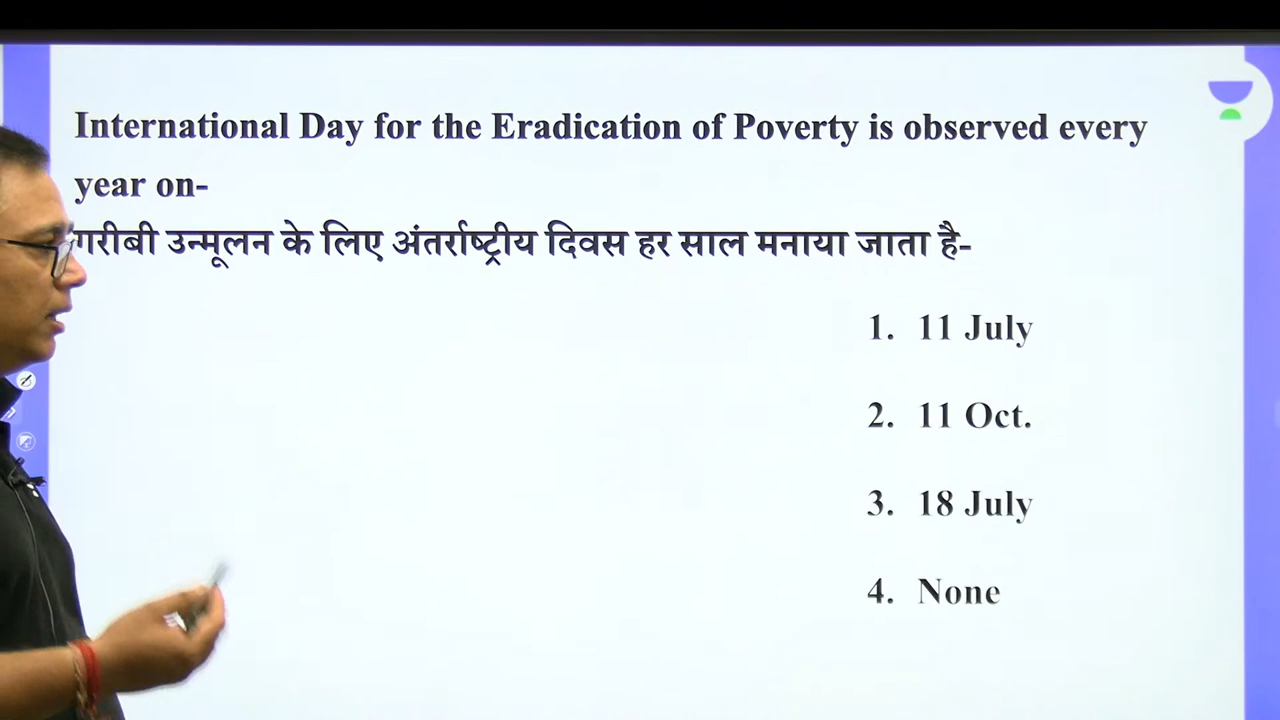 International Day for the Eradication of Poverty is observed every
year on-
गरीबी उन्मूलन के लिए अंतर्राष्ट्रीय दिवस हर साल मनाया जाता है-
1. 11 July
2. 11 Oct.
3. 18 July
4. None